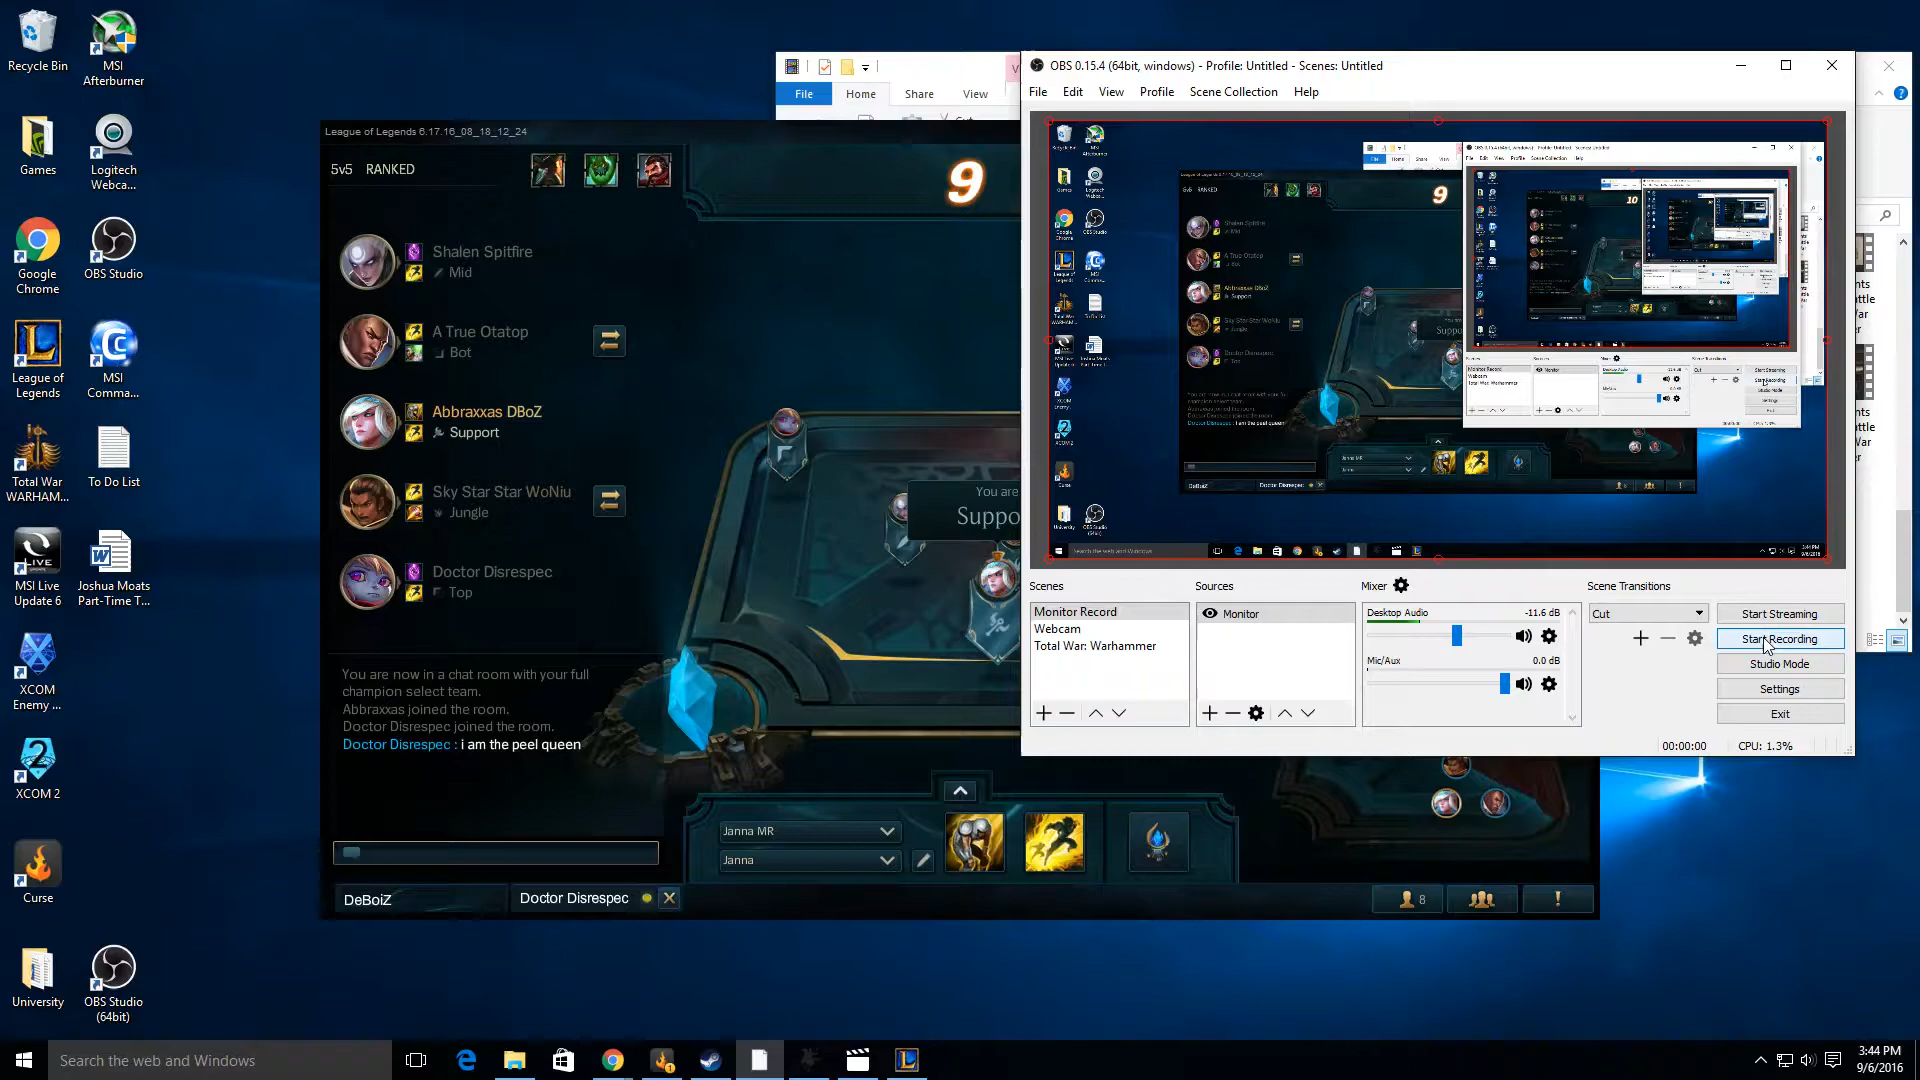 Recycle Bin
MSI
Afterburner
Games
Logitech
Webca...
Google
Chrome
OBS Studio
League of
Legends
MSI
Comma...
Total War
WARHAM...
To Do List
MSI Live
Update 6
Joshua Moats
Part-Time T...
XCOM
Enemy ...
XCOM 2
Curse
University
OBS Studio
(64bit)
File
Home
Share
View
League of Legends 6.17.16_08_18_12_24
5v5 RANKED
9
Shalen Spitfire
Mid
A True Otatop
Bot
Abbraxxas DBoZ
Support
Sky Star Star WoNiu
Jungle
Doctor Disrespec
Top
You are
Suppo
You are now in a chat room with your full
champion select team.
Abbraxxas joined the room.
Doctor Disrespec joined the room.
Doctor Disrespec : i am the peel queen
Janna MR
Janna
DeBoiZ
Doctor Disrespec
8
OBS 0.15.4 (64bit, windows) - Profile: Untitled - Scenes: Untitled
File Edit View Profile Scene Collection Help
Scenes
Monitor Record
Webcam
Total War: Warhammer
Sources
Monitor
Mixer
Desktop Audio -11.6 dB
Mic/Aux 0.0 dB
Scene Transitions
Cut
Start Streaming
Start Recording
Studio Mode
Settings
Exit
00:00:00 CPU: 1.3%
Search the web and Windows
3:44 PM
9/6/2016